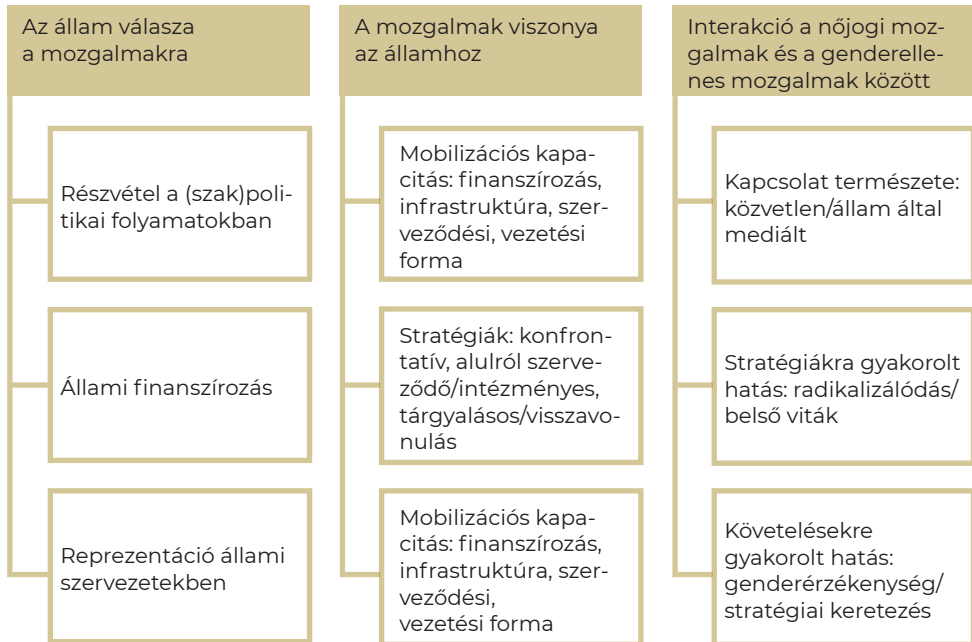 Az állam válasza
a mozgalmakra
Részvétel a (szak)poli-
tikai folyamatokban
Állami finanszírozás
Reprezentáció állami
szervezetekben
A mozgalmak viszonya
az államhoz
Mobilizációs kapa-
citás: finanszírozás,
infrastruktúra, szer-
veződési, vezetési
forma
Stratégiák: konfron-
tatív, alulról szerve-
ződő/intézményes,
tárgyalásos/visszavo-
nulás
Mobilizációs kapa-
citás: finanszírozás,
infrastruktúra, szer-
veződési,
vezetési forma
Interakció a nőjogi moz-
galmak és a genderelle-
nes mozgalmak között
Kapcsolat természete:
közvetlen/állam által
mediált
Stratégiákra gyakorolt
hatás: radikalizálódás/
belső viták
Követelésekre
gyakorolt hatás:
genderérzékenység/
stratégiai keretezés